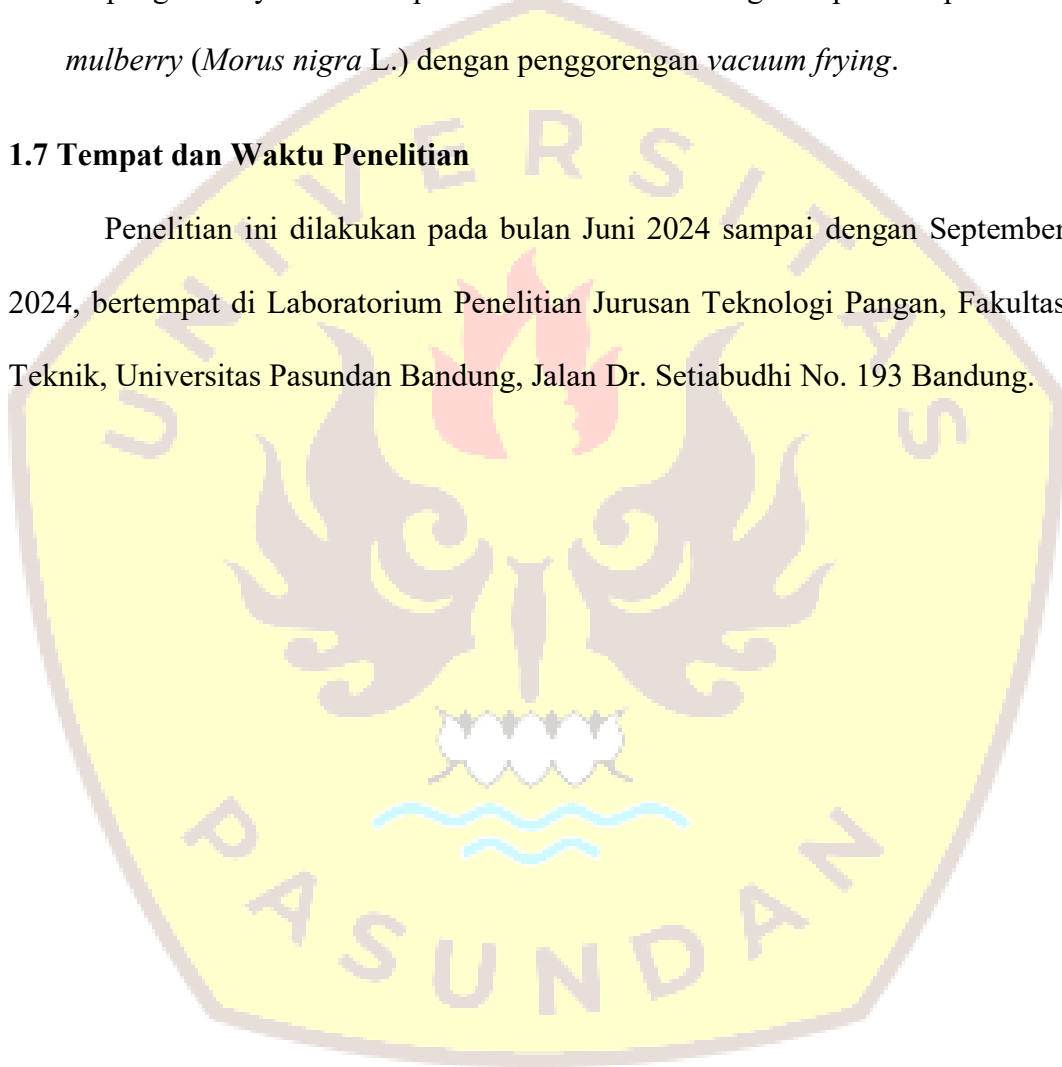 mulberry (Morus nigra L.) dengan penggorengan vacuum frying.
1.7 Tempat dan Waktu Penelitian
Penelitian ini dilakukan pada bulan Juni 2024 sampai dengan September
2024, bertempat di Laboratorium Penelitian Jurusan Teknologi Pangan, Fakultas
Teknik, Universitas Pasundan Bandung, Jalan Dr. Setiabudhi No. 193 Bandung.
UNIVERSITAS
PASUNDAN